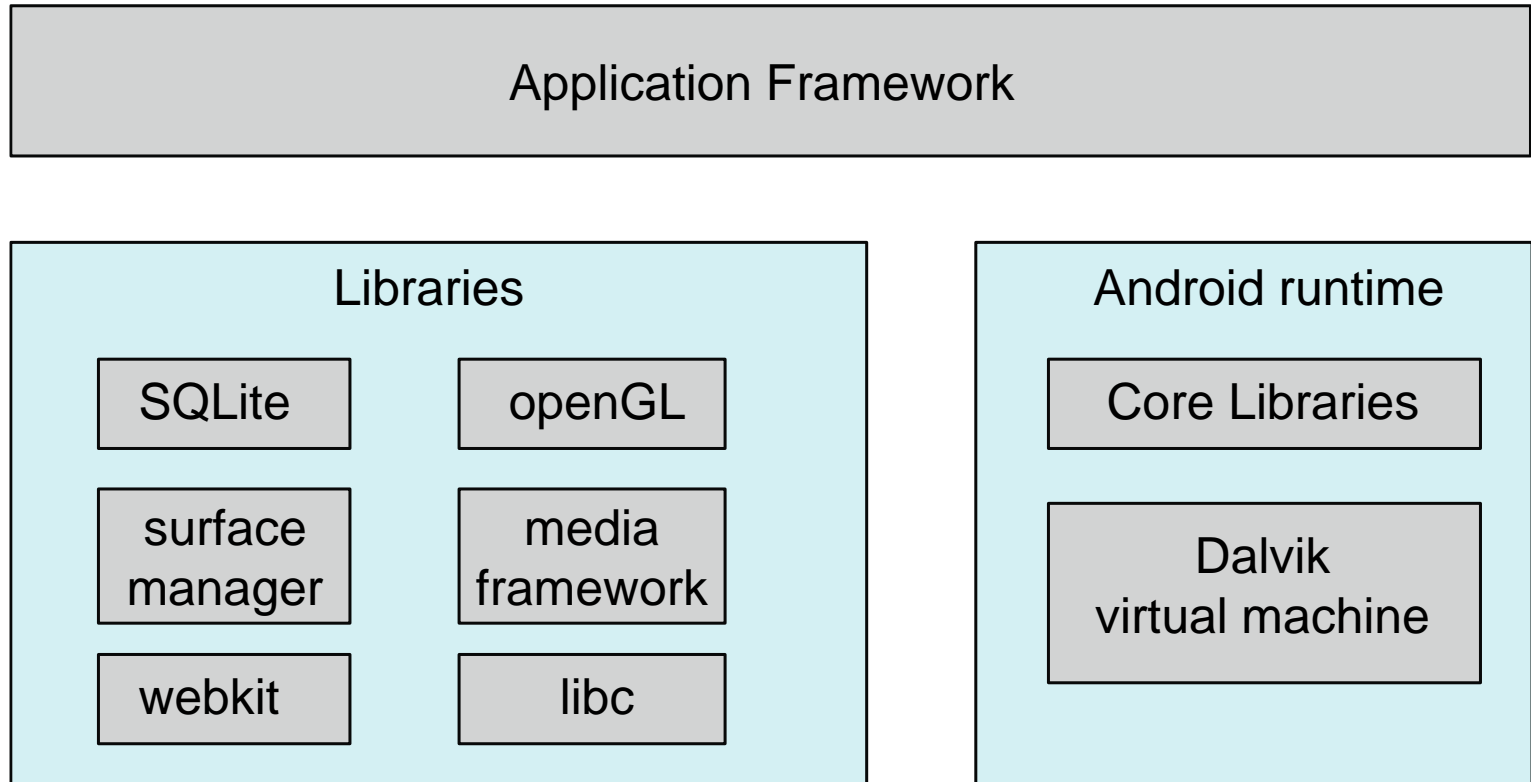 Application Framework
Libraries
SQLite
openGL
surface
manager
media
framework
webkit
libc
Android runtime
Core Libraries
Dalvik
virtual machine